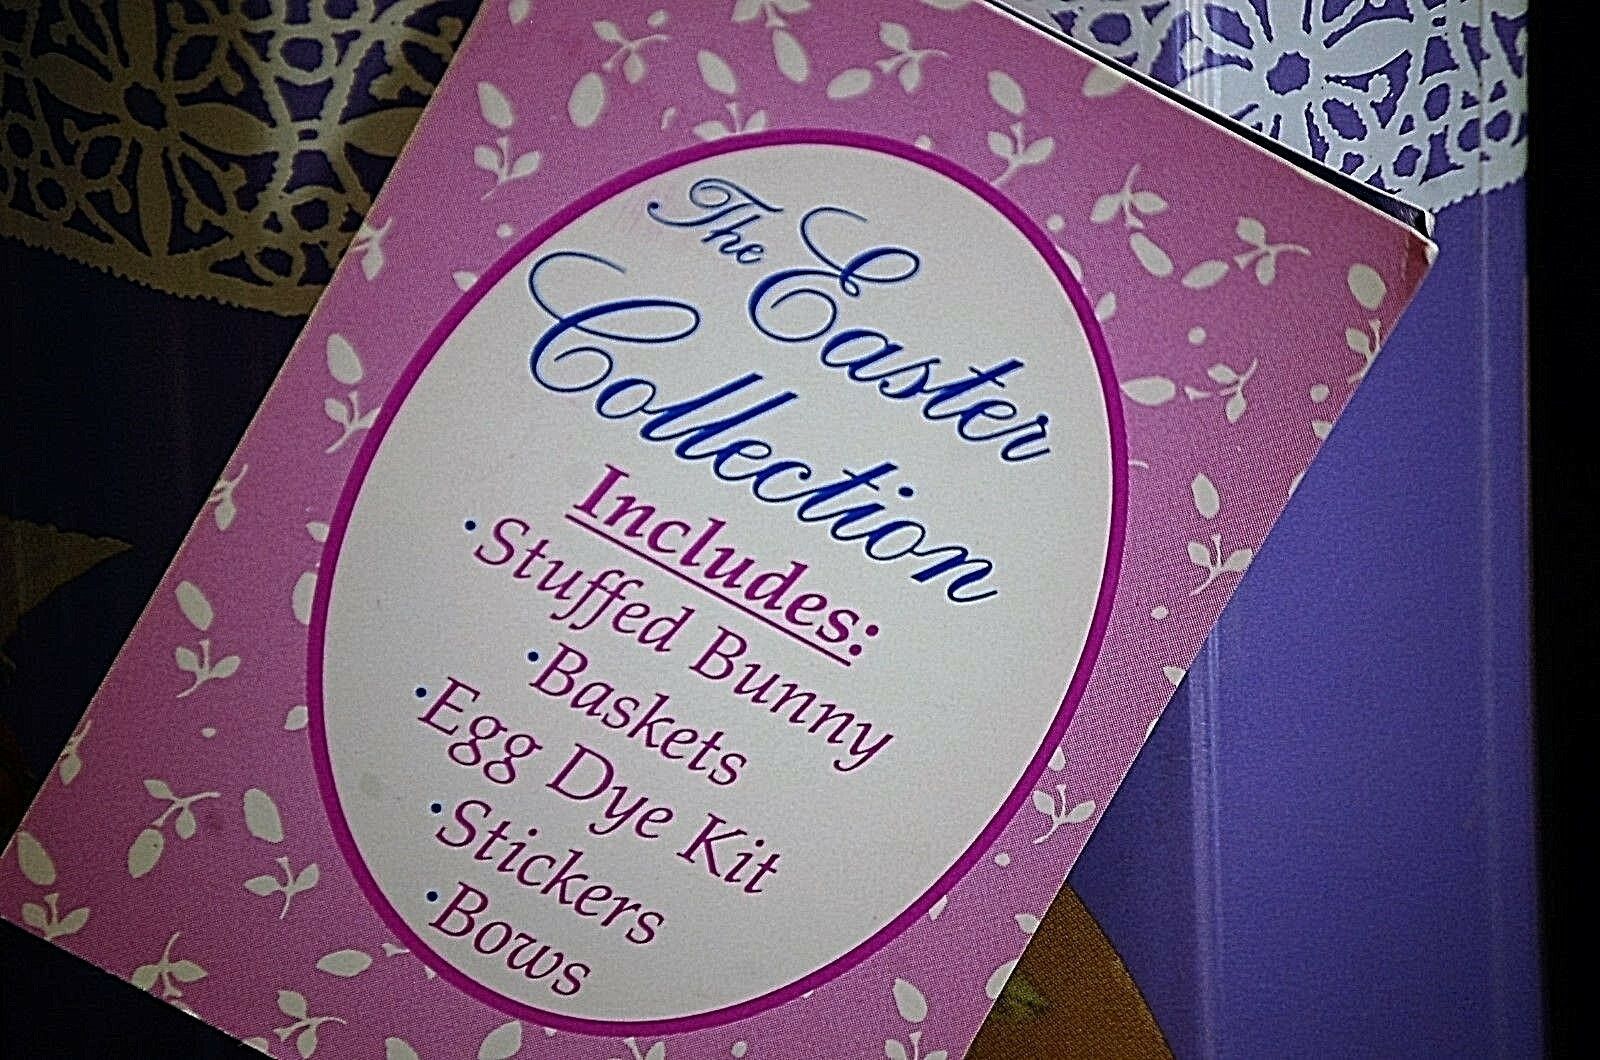 The Easter
Collection
Includes:
·Stuffed Bunny
·Baskets
·Egg Dye Kit
·Stickers
·Bows